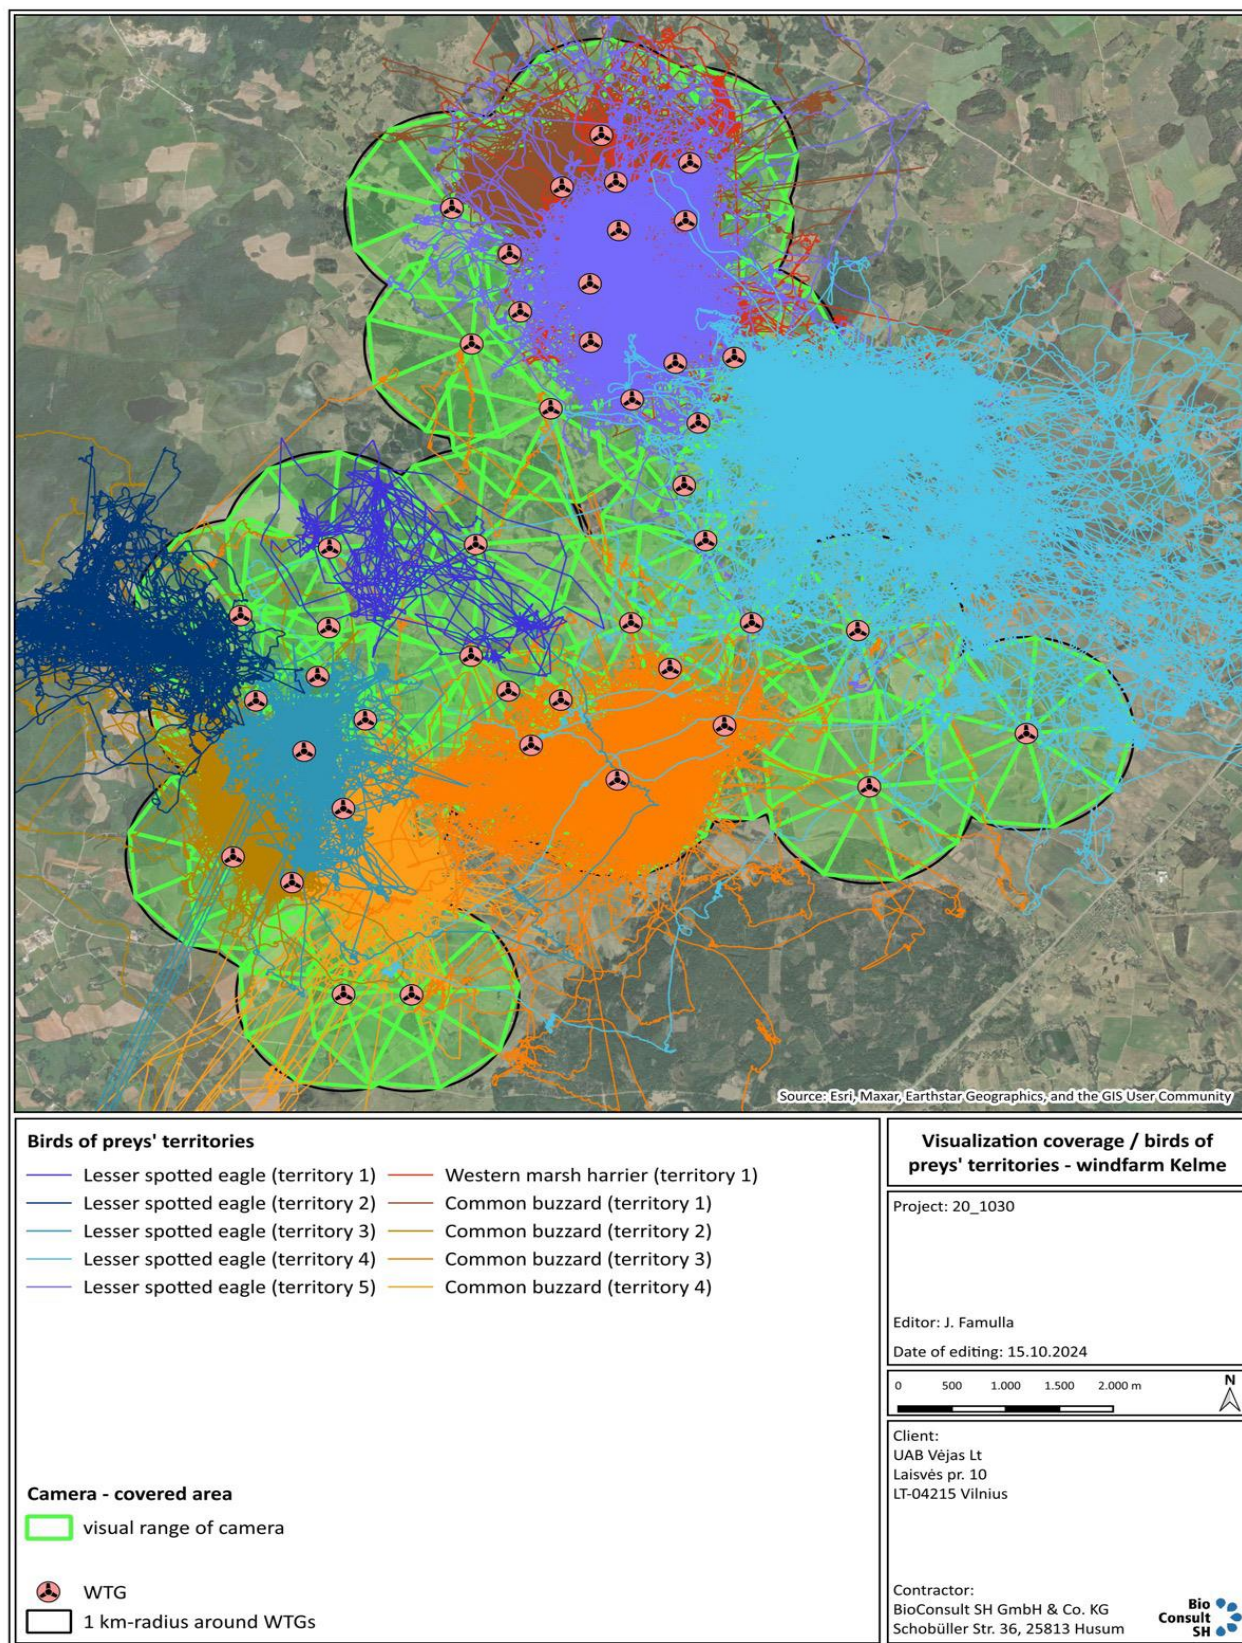 Source: Esri, Maxar, Earthstar Geographics, and the GIS User Community
Birds of preys' territories
Lesser spotted eagle (territory 1)
Lesser spotted eagle (territory 2)
Lesser spotted eagle (territory 3)
Lesser spotted eagle (territory 4)
Lesser spotted eagle (territory 5)
Western marsh harrier (territory 1)
Common buzzard (territory 1)
Common buzzard (territory 2)
Common buzzard (territory 3)
Common buzzard (territory 4)
Camera - covered area
visual range of camera
WTG
1 km-radius around WTGs
Visualization coverage / birds of
preys' territories - windfarm Kelme
Project: 20_1030
Editor: J. Famulla
Date of editing: 15.10.2024
0 500 1.000 1.500 2.000 m
N
Client:
UAB Vėjas Lt
Laisvės pr. 10
LT-04215 Vilnius
Contractor:
BioConsult SH GmbH & Co. KG
Schobüller Str. 36, 25813 Husum
Bio
Consult
SH